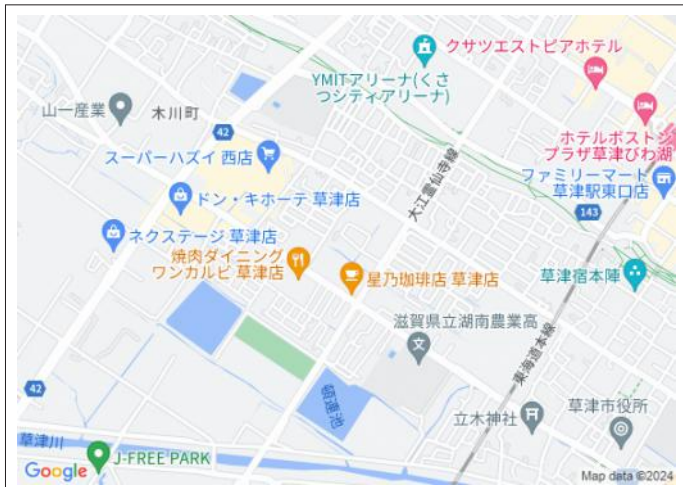 クサツエストピアホテル
YMITアリーナ(くさ
つシティアリーナ)
山一産業
木川町
42
スーパーハズイ 西店
ホテルボストン
プラザ草津びわ湖
ファミリーマート
草津駅東口店
大江霊仙寺線
ドン・キホーテ 草津店
143
ネクステージ 草津店
焼肉ダイニング
ワンカルビ 草津店
星乃珈琲店 草津店
草津宿本陣
滋賀県立湖南農業高
文
東海道本線
42
頓連池
立木神社
草津市役所
草津川
J-FREE PARK
Google
Map data ©2024